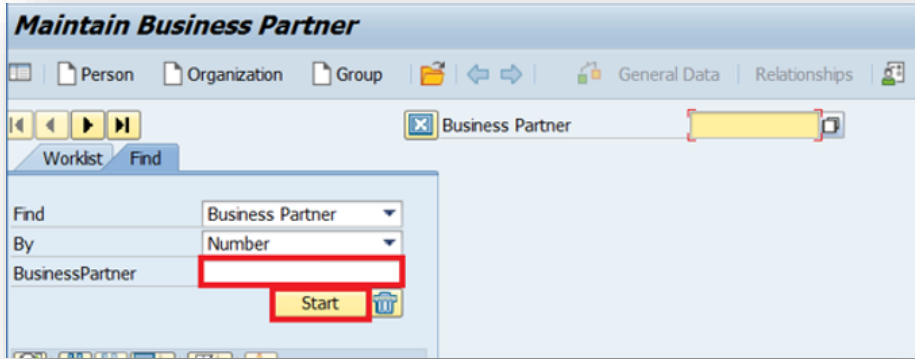 Maintain Business Partner
Person Organization Group General Data Relationships
Business Partner
Worklist Find
Find Business Partner
By Number
BusinessPartner
Start